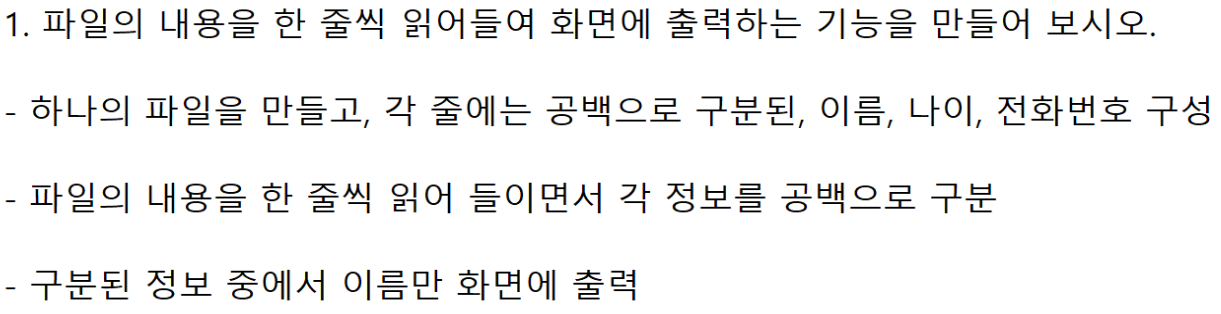 1. 파일의 내용을 한 줄씩 읽어들여 화면에 출력하는 기능을 만들어 보시오.
- 하나의 파일을 만들고, 각 줄에는 공백으로 구분된, 이름, 나이, 전화번호 구성
- 파일의 내용을 한 줄씩 읽어 들이면서 각 정보를 공백으로 구분
- 구분된 정보 중에서 이름만 화면에 출력